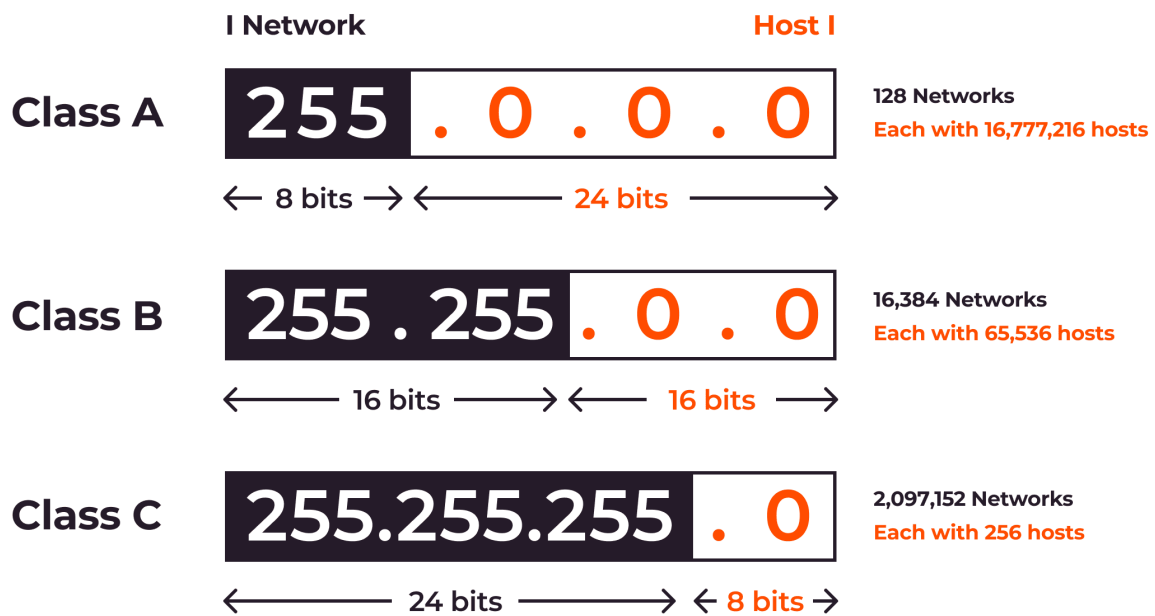 I Network
Host I
Class A
255 . 0 . 0 . 0
128 Networks
Each with 16,777,216 hosts
8 bits
24 bits
Class B
255 . 255 . 0 . 0
16,384 Networks
Each with 65,536 hosts
16 bits
16 bits
Class C
255.255.255 . 0
2,097,152 Networks
Each with 256 hosts
24 bits
8 bits